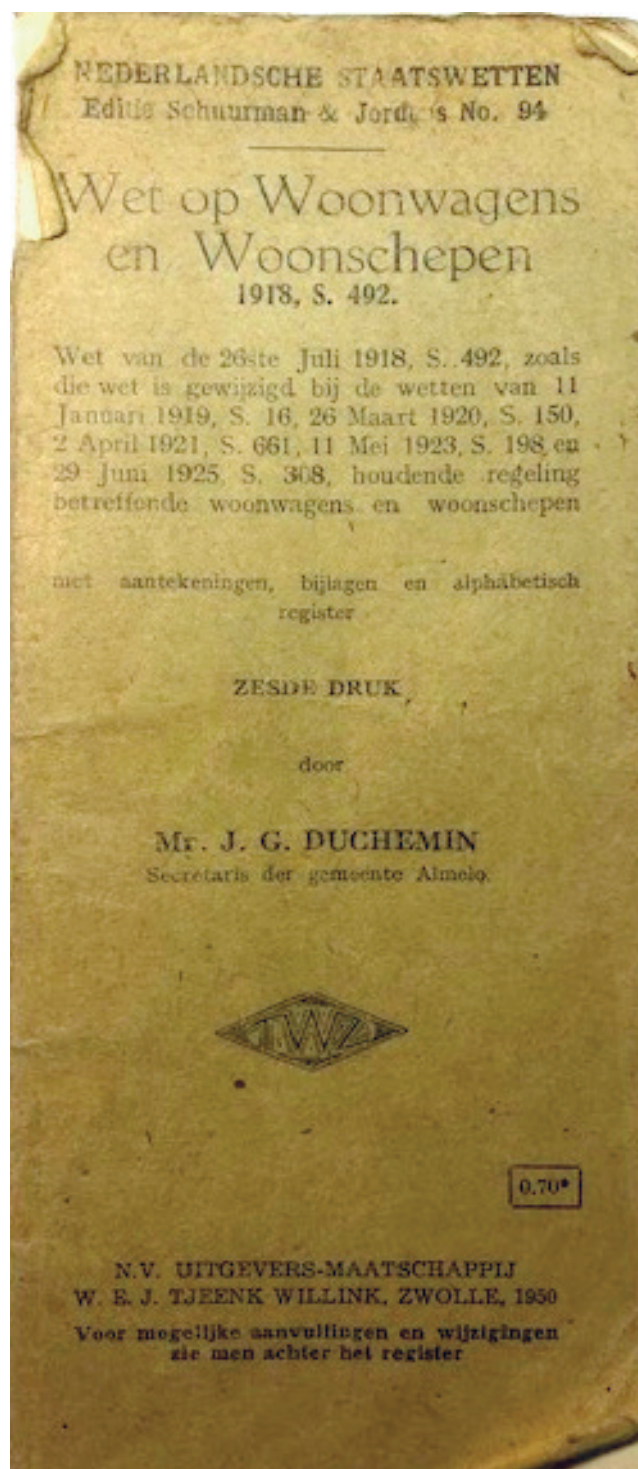 NEDERLANDSCHE STAATSWETTEN
Editie Schuurman & Jordens No. 94
Wet op Woonwagens
en Woonschepen
1918, S. 492.
Wet van de 26ste Juli 1918, S. 492, zoals
die wet is gewijzigd bij de wetten van 11
Januari 1919, S. 16, 26 Maart 1920, S. 150,
2 April 1921, S. 661, 11 Mei 1923, S. 198 en
29 Juni 1925, S. 308, houdende regeling
betreffende woonwagens en woonschepen
met aantekeningen, bijlagen en alphabetisch
register
ZESDE DRUK
door
Mr. J. G. DUCHEMIN
Secretaris der gemeente Almelo.
TWZ
0.70*
N.V. UITGEVERS-MAATSCHAPPIJ
W. E. J. TJEENK WILLINK, ZWOLLE, 1950
Voor mogelijke aanvullingen en wijzigingen
zie men achter het register